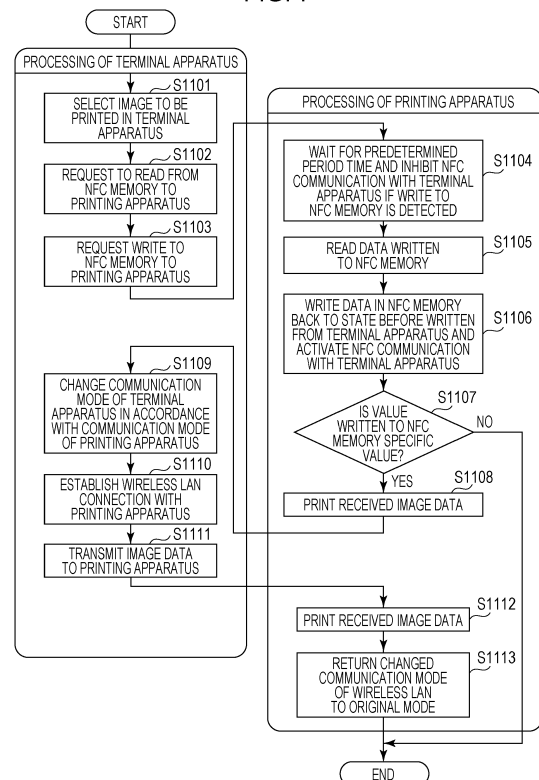 START
PROCESSING OF TERMINAL APPARATUS
S1101
SELECT IMAGE TO BE
PRINTED IN TERMINAL
APPARATUS
S1102
REQUEST TO READ FROM
NFC MEMORY TO
PRINTING APPARATUS
S1103
REQUEST WRITE TO
NFC MEMORY TO
PRINTING APPARATUS
PROCESSING OF PRINTING APPARATUS
S1104
WAIT FOR PREDETERMINED
PERIOD TIME AND INHIBIT NFC
COMMUNICATION WITH TERMINAL
APPARATUS IF WRITE TO
NFC MEMORY IS DETECTED
S1105
READ DATA WRITTEN
TO NFC MEMORY
S1106
WRITE DATA IN NFC MEMORY
BACK TO STATE BEFORE WRITTEN
FROM TERMINAL APPARATUS AND
ACTIVATE NFC COMMUNICATION
WITH TERMINAL APPARATUS
S1107
IS VALUE
WRITTEN TO NFC
MEMORY SPECIFIC
VALUE?
NO
YES
S1108
PRINT RECEIVED IMAGE DATA
S1109
CHANGE COMMUNICATION
MODE OF TERMINAL
APPARATUS IN ACCORDANCE
WITH COMMUNICATION MODE
OF PRINTING APPARATUS
S1110
ESTABLISH WIRELESS LAN
CONNECTION WITH
PRINTING APPARATUS
S1111
TRANSMIT IMAGE DATA
TO PRINTING APPARATUS
S1112
PRINT RECEIVED IMAGE DATA
S1113
RETURN CHANGED
COMMUNICATION MODE
OF WIRELESS LAN
TO ORIGINAL MODE
END